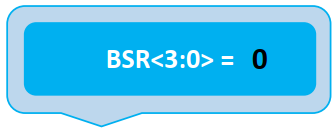 BSR<3:0> = 0